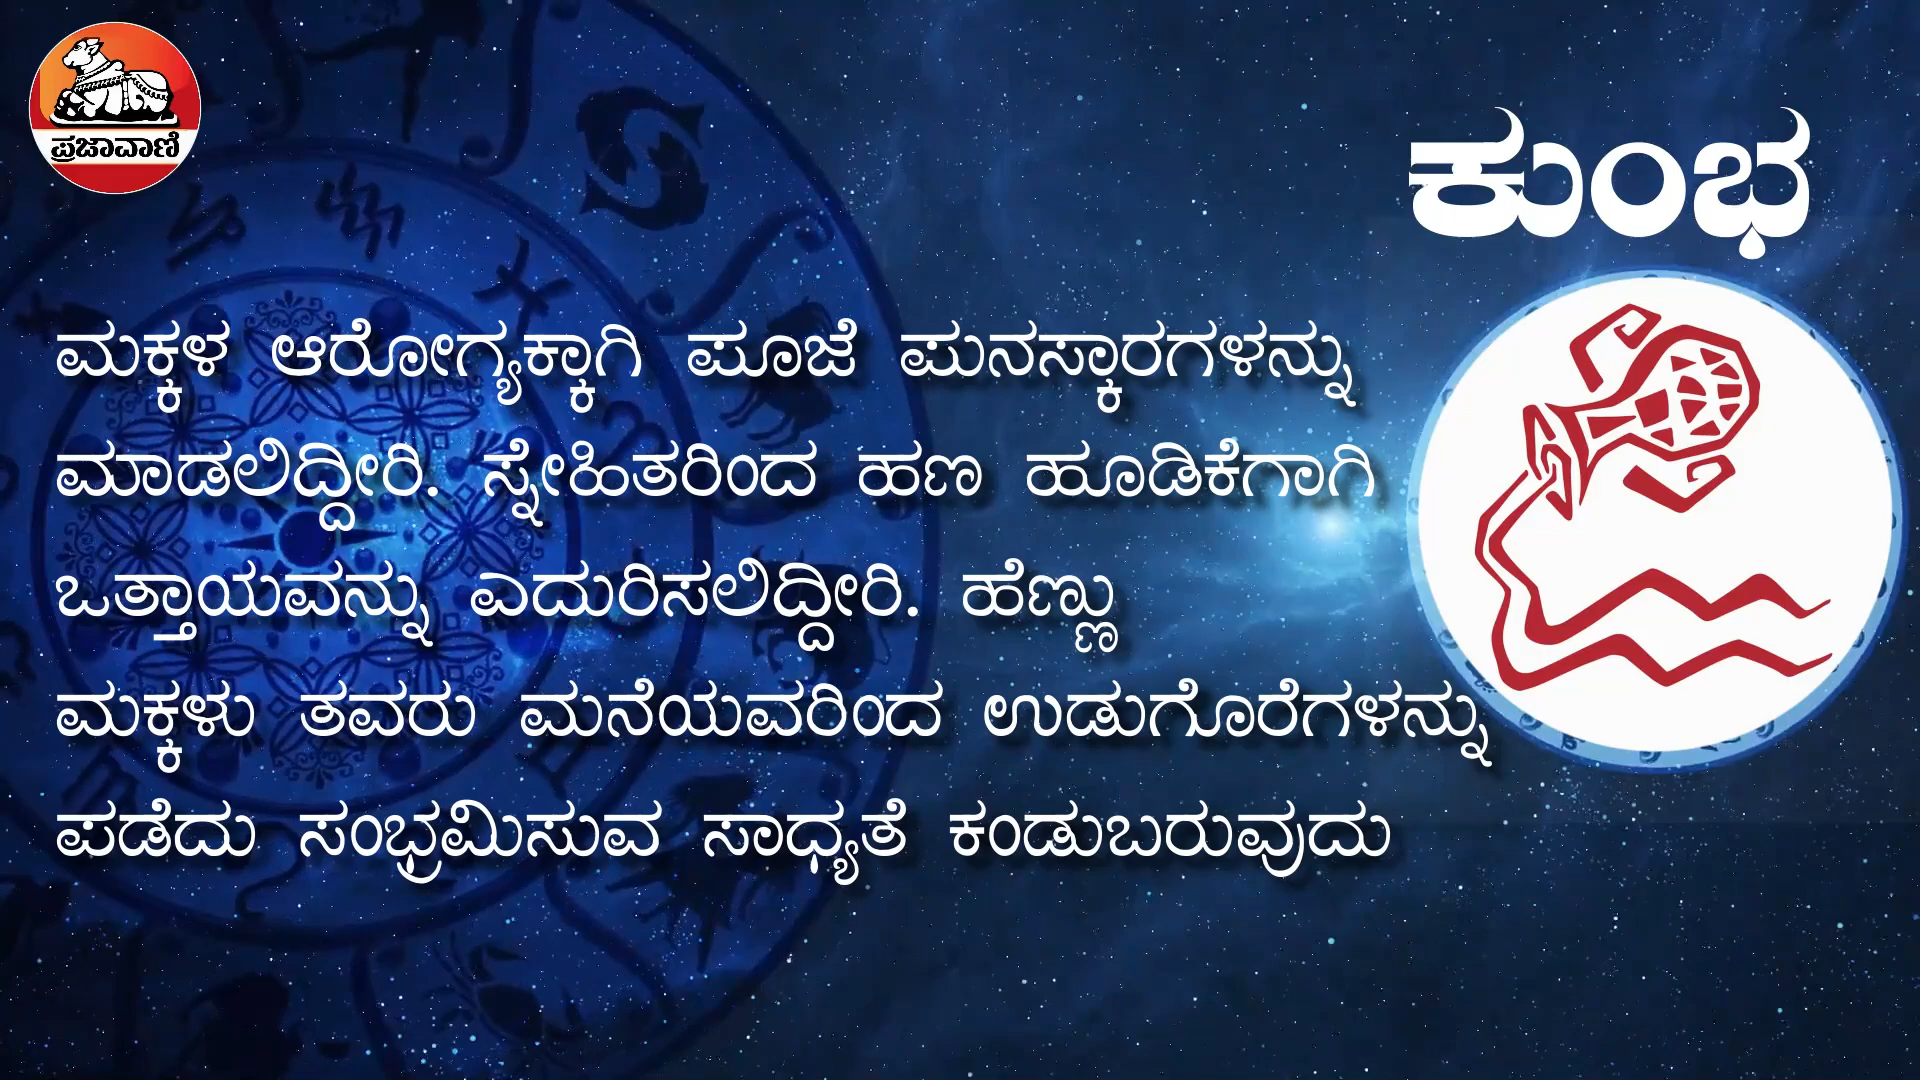 ಪ್ರಜಾವಾಣಿ
ಕುಂಭ
ಮಕ್ಕಳ ಆರೋಗ್ಯಕ್ಕಾಗಿ ಪೂಜೆ ಪುನಸ್ಕಾರಗಳನ್ನು
ಮಾಡಲಿದ್ದೀರಿ. ಸ್ನೇಹಿತರಿಂದ ಹಣ ಹೂಡಿಕೆಗಾಗಿ
ಒತ್ತಾಯವನ್ನು ಎದುರಿಸಲಿದ್ದೀರಿ. ಹೆಣ್ಣು
ಮಕ್ಕಳು ತವರು ಮನೆಯವರಿಂದ ಉಡುಗೊರೆಗಳನ್ನು
ಪಡೆದು ಸಂಭ್ರಮಿಸುವ ಸಾಧ್ಯತೆ ಕಂಡುಬರುವುದು